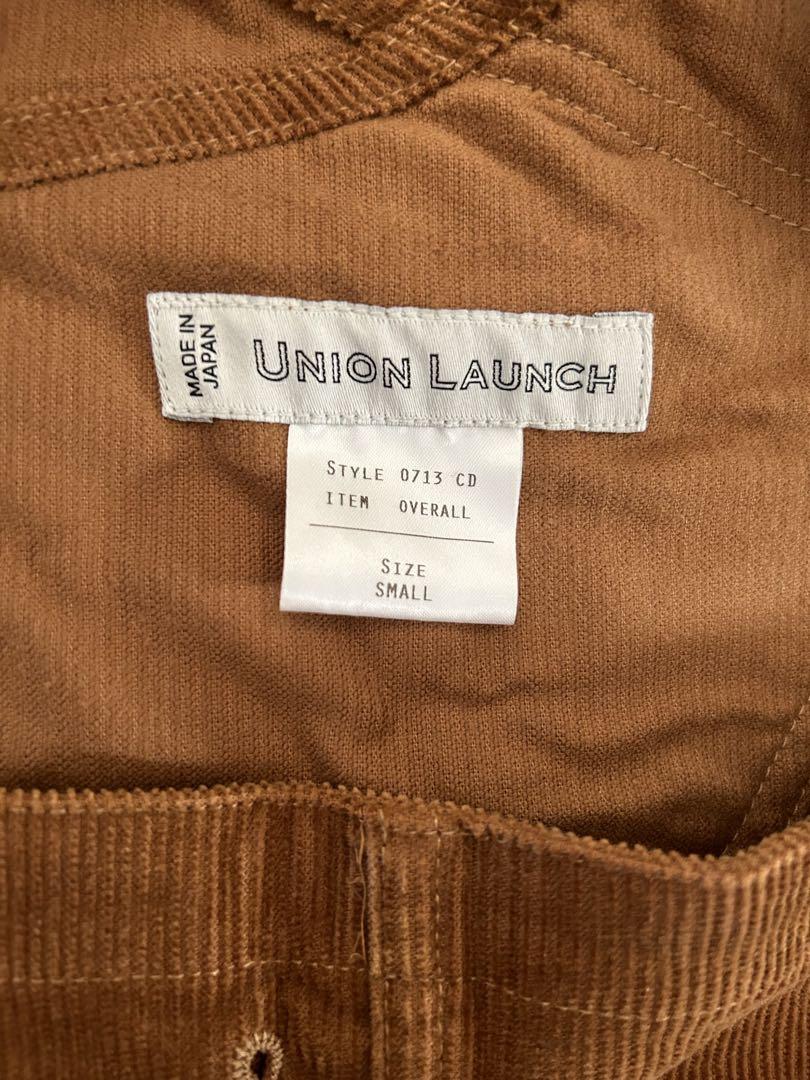 MADE IN
JAPAN
UNION LAUNCH
STYLE 0713 CD
ITEM OVERALL
SIZE
SMALL